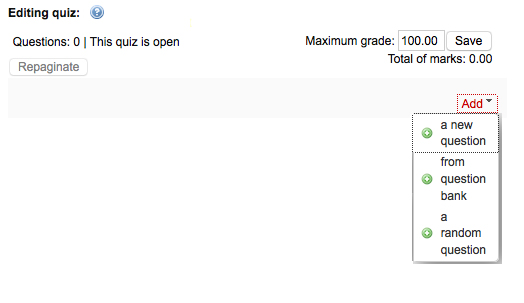 Editing quiz:
Questions: 0 | This quiz is open
Maximum grade: 100.00 Save
Total of marks: 0.00
Repaginate
Add
a new
question
from
question
bank
a
random
question